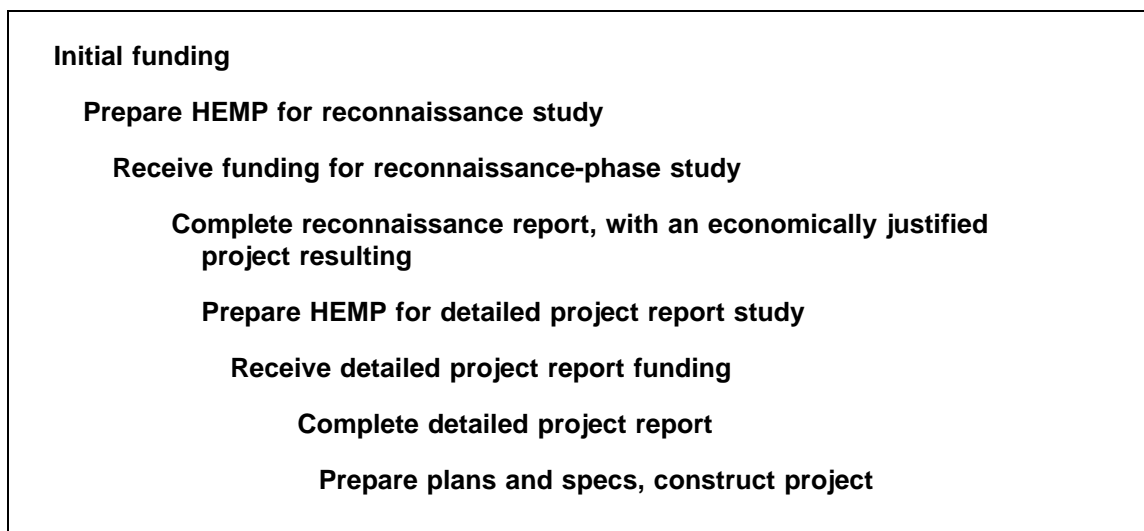 Initial funding
Prepare HEMP for reconnaissance study
Receive funding for reconnaissance-phase study
Complete reconnaissance report, with an economically justified
project resulting
Prepare HEMP for detailed project report study
Receive detailed project report funding
Complete detailed project report
Prepare plans and specs, construct project